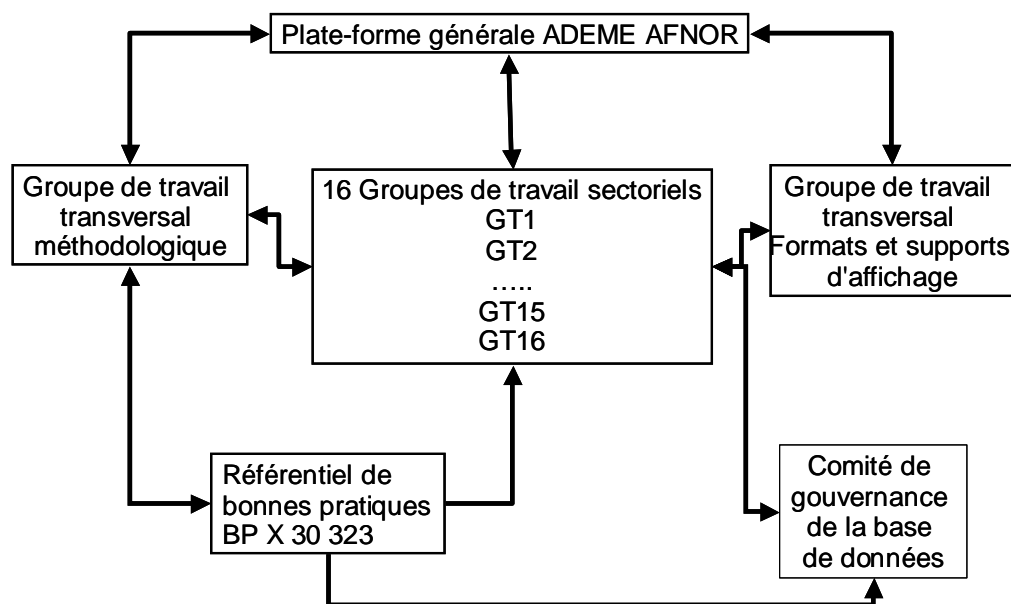 Plate-forme générale ADEME AFNOR
Groupe de travail
transversal
méthodologique
16 Groupes de travail sectoriels
GT1
GT2
.....
GT15
GT16
Groupe de travail
transversal
Formats et supports
d'affichage
Référentiel de
bonnes pratiques
BP X 30 323
Comité de
gouvernance
de la base
de données